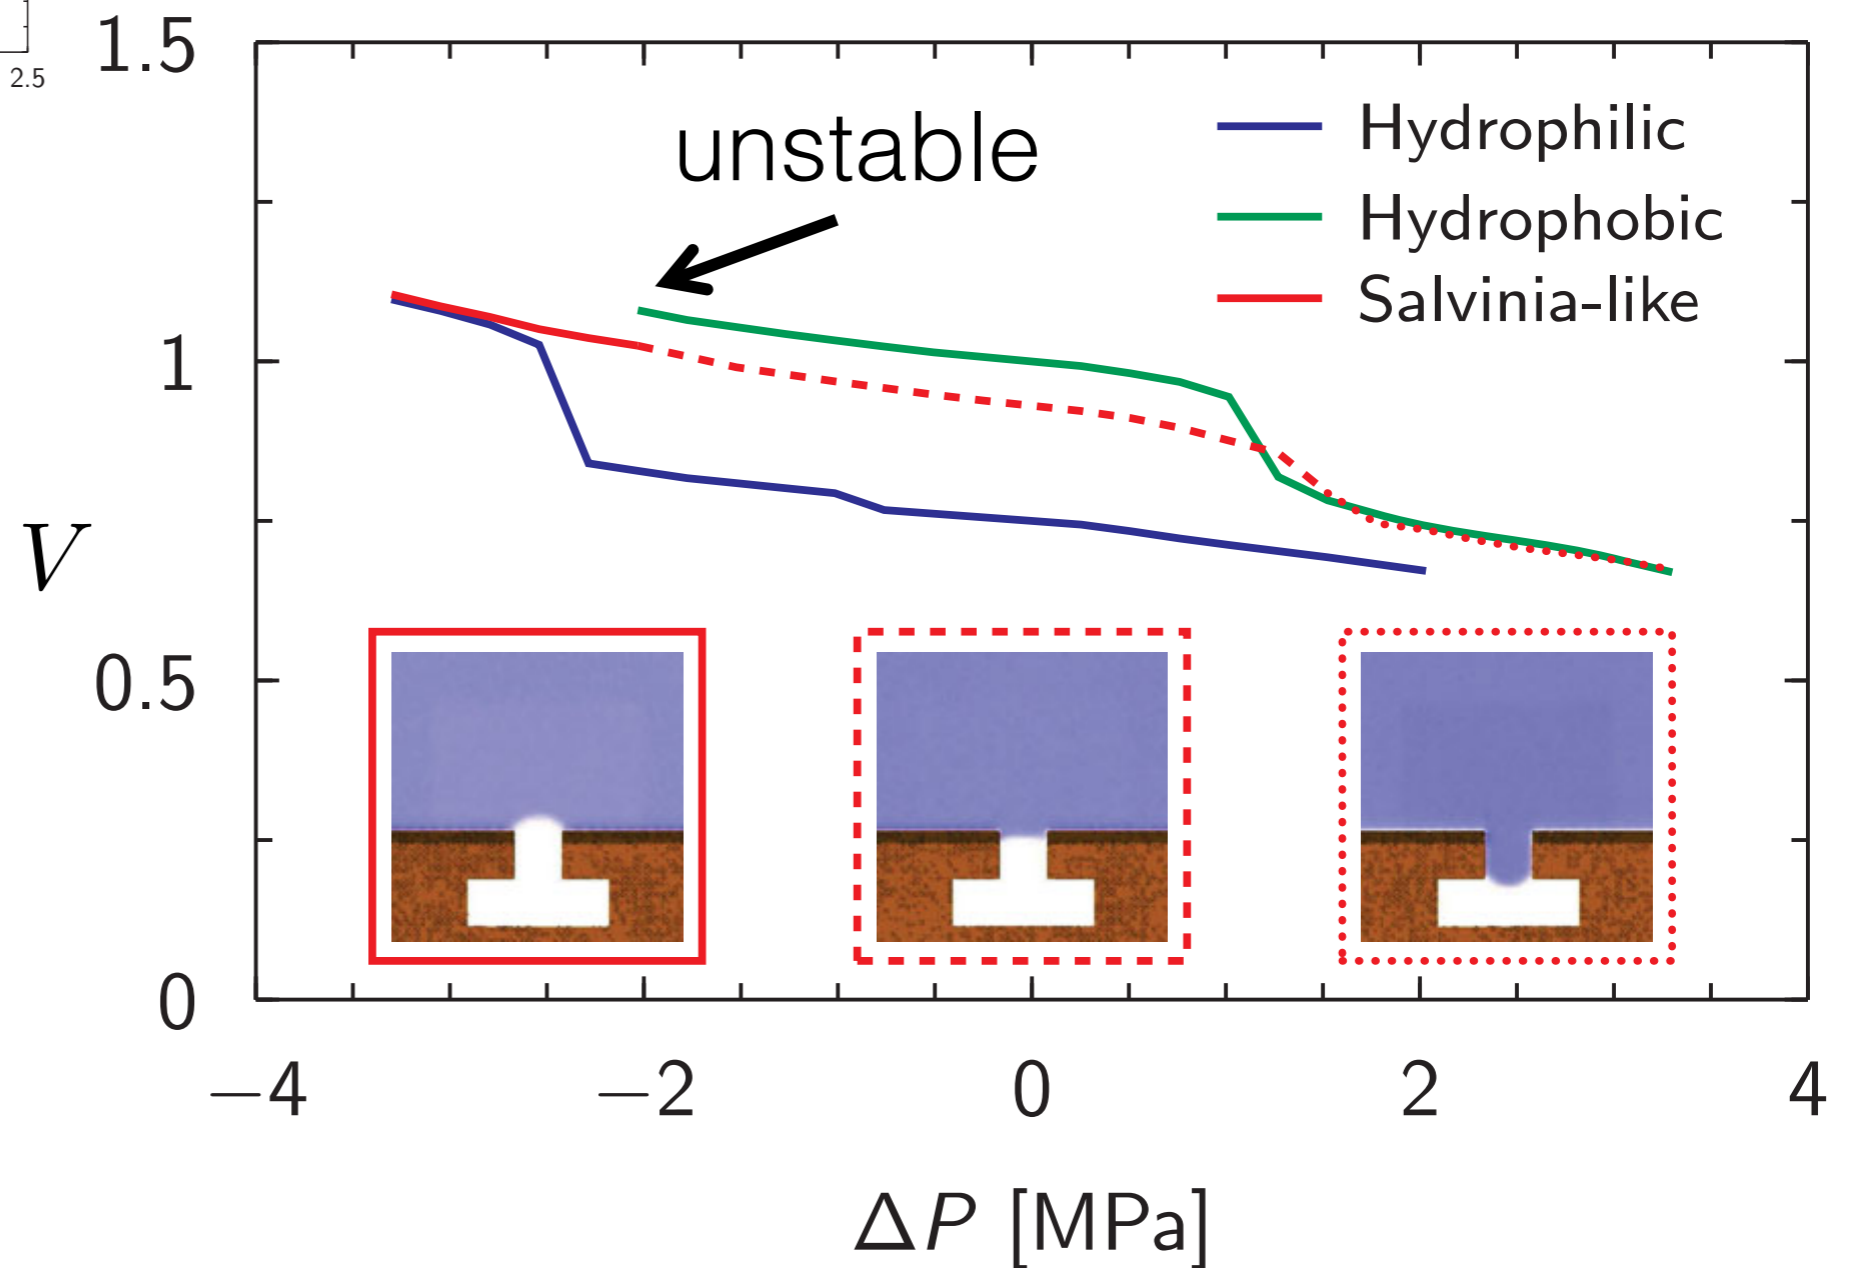 2.5
1.5
1
0.5
0
V
unstable
Hydrophilic
Hydrophobic
Salvinia-like
−4 −2 0 2 4
ΔP [MPa]